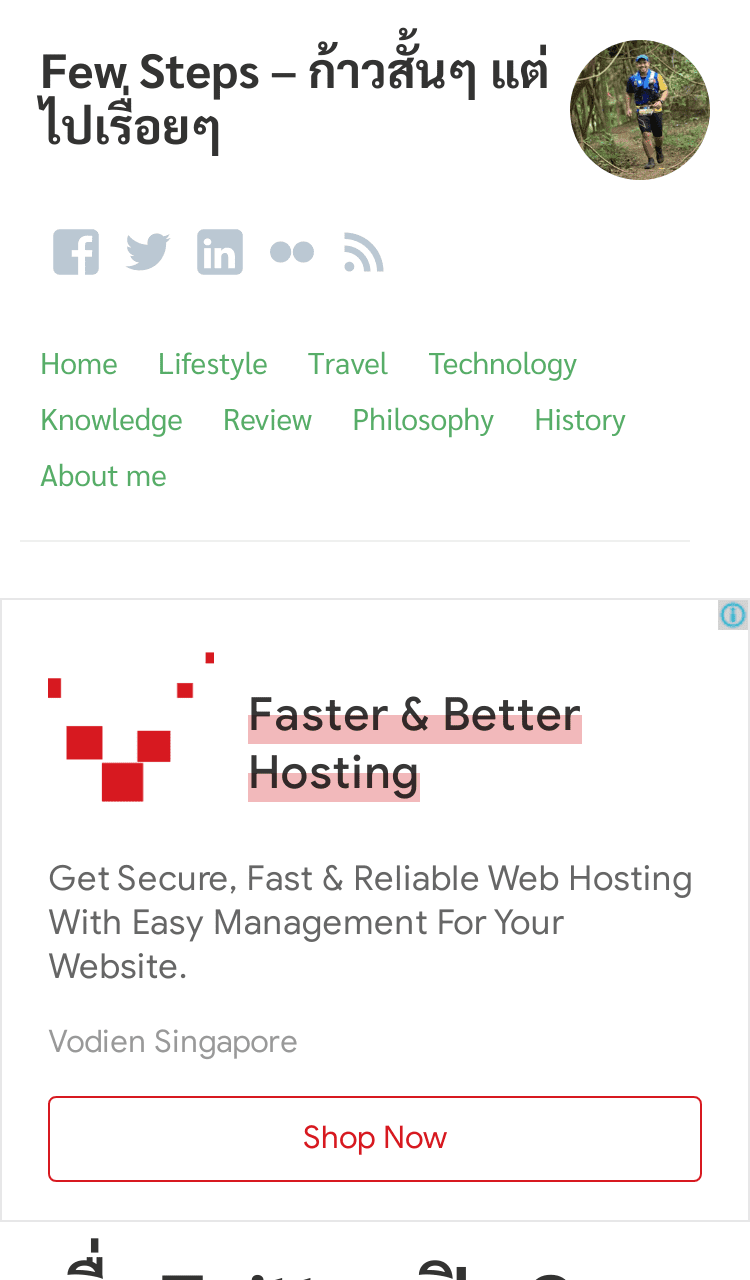 Few Steps – ก้าวสั้นๆ แต่
ไปเรื่อยๆ
Home Lifestyle Travel Technology
Knowledge Review Philosophy History
About me
Faster & Better
Hosting
Get Secure, Fast & Reliable Web Hosting
With Easy Management For Your
Website.
Vodien Singapore
Shop Now